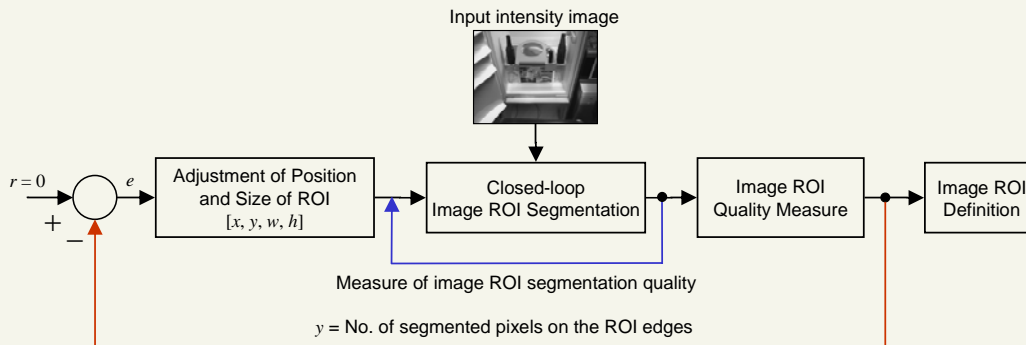 Input intensity image
r = 0
+
−
e
Adjustment of Position
and Size of ROI
[x, y, w, h]
Closed-loop
Image ROI Segmentation
Image ROI
Quality Measure
Image ROI
Definition
Measure of image ROI segmentation quality
y = No. of segmented pixels on the ROI edges